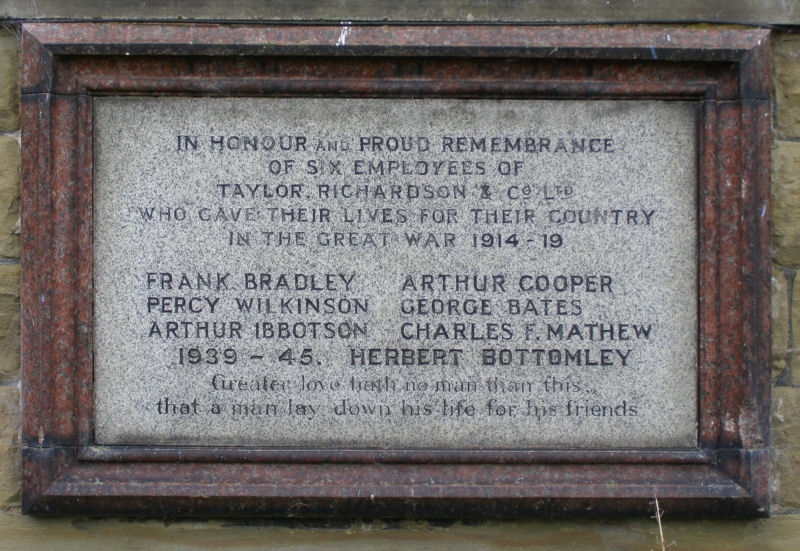 IN HONOUR AND PROUD REMEMBRANCE
OF SIX EMPLOYEES OF
TAYLOR, RICHARDSON & Co. LTD
WHO GAVE THEIR LIVES FOR THEIR COUNTRY
IN THE GREAT WAR 1914-19
FRANK BRADLEY ARTHUR COOPER
PERCY WILKINSON GEORGE BATES
ARTHUR IBBOTSON CHARLES F. MATHEW
1939 - 45. HERBERT BOTTOMLEY
Greater love hath no man than this,
that a man lay down his life for his friends